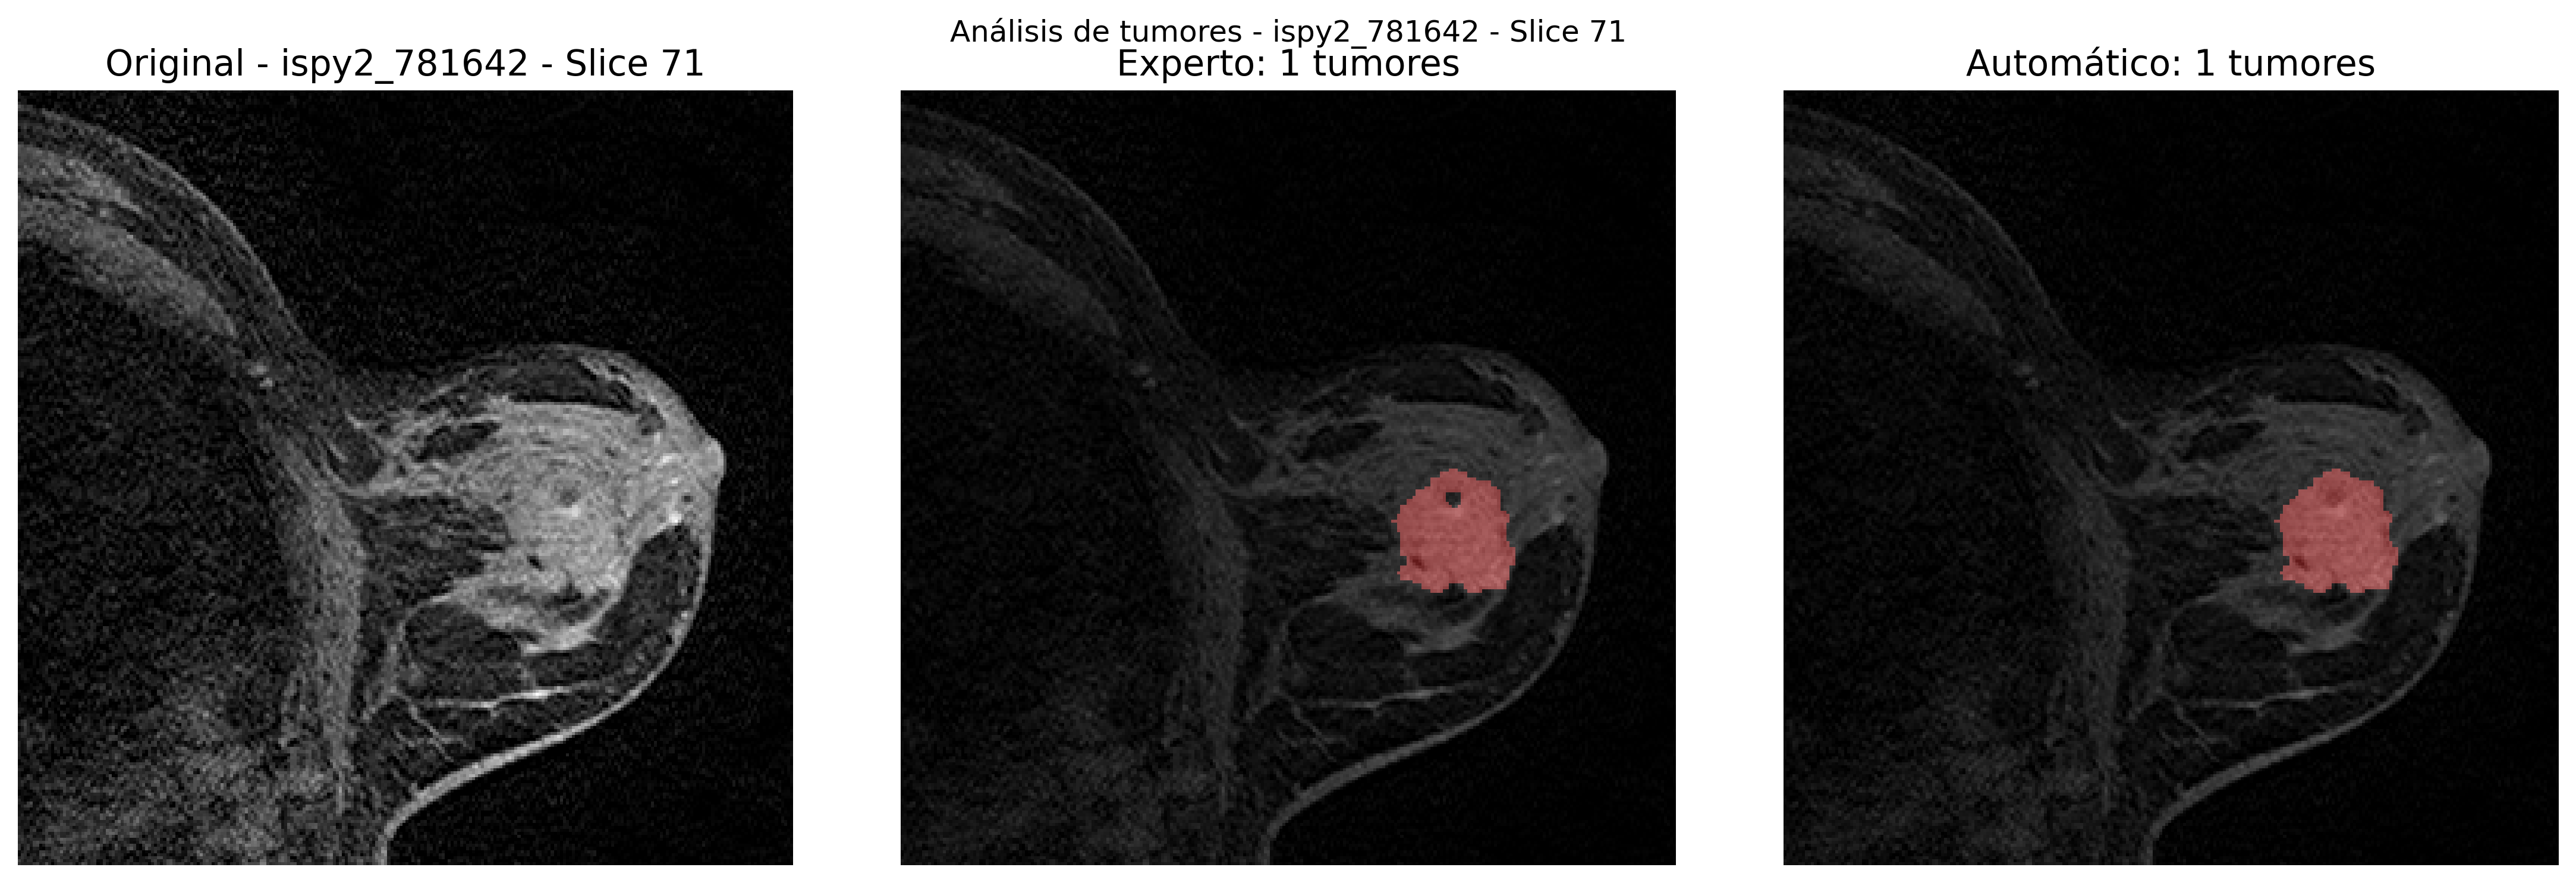 Análisis de tumores - ispy2_781642 - Slice 71
Original - ispy2_781642 - Slice 71
Experto: 1 tumores
Automático: 1 tumores